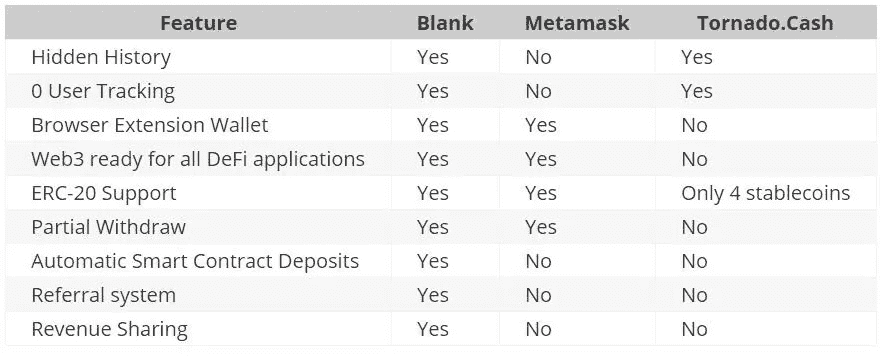 Feature Blank Metamask Tornado.Cash
Hidden History Yes No Yes
0 User Tracking Yes No Yes
Browser Extension Wallet Yes Yes No
Web3 ready for all DeFi applications Yes Yes No
ERC-20 Support Yes Yes Only 4 stablecoins
Partial Withdraw Yes Yes No
Automatic Smart Contract Deposits Yes No No
Referral system Yes No No
Revenue Sharing Yes No No